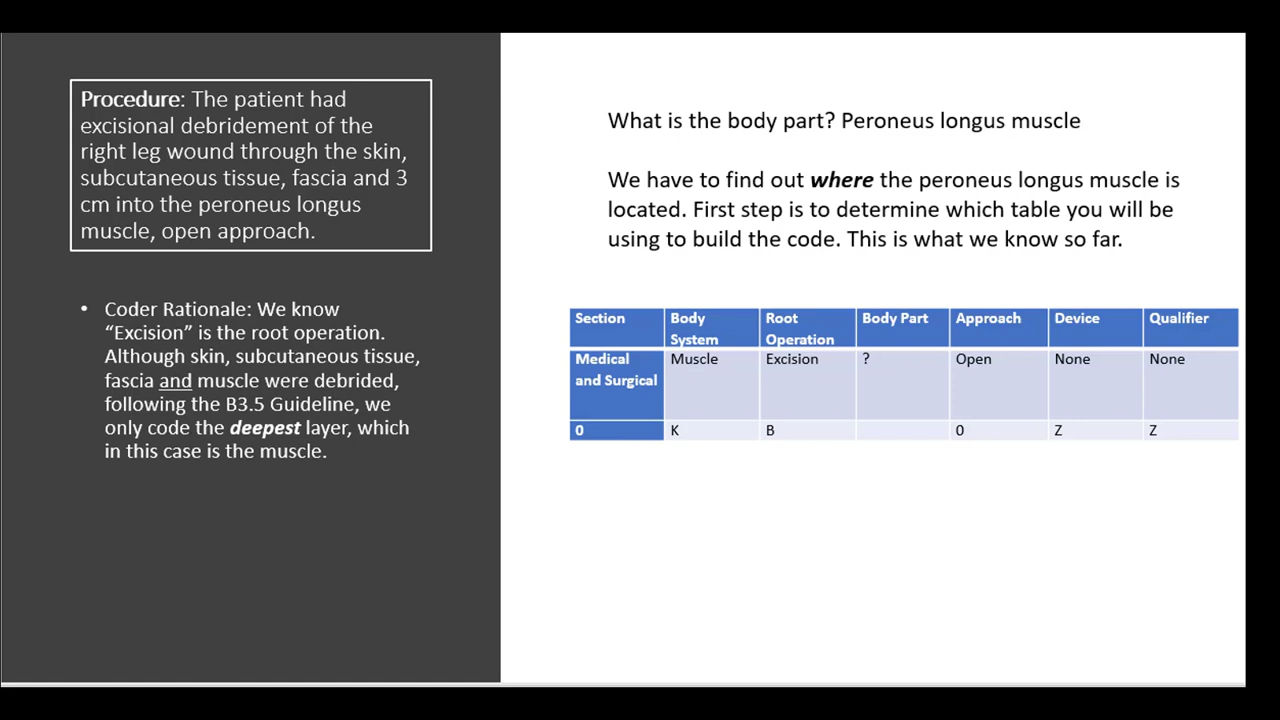 Procedure: The patient had
excisional debridement of the
right leg wound through the skin,
subcutaneous tissue, fascia and 3
cm into the peroneus longus
muscle, open approach.
• Coder Rationale: We know
“Excision” is the root operation.
Although skin, subcutaneous tissue,
fascia and muscle were debrided,
following the B3.5 Guideline, we
only code the deepest layer, which
in this case is the muscle.
What is the body part? Peroneus longus muscle
We have to find out where the peroneus longus muscle is
located. First step is to determine which table you will be
using to build the code. This is what we know so far.
Section Body System Root Operation Body Part Approach Device Qualifier
Medical and Surgical Muscle Excision ? Open None None
0 K B 0 Z Z